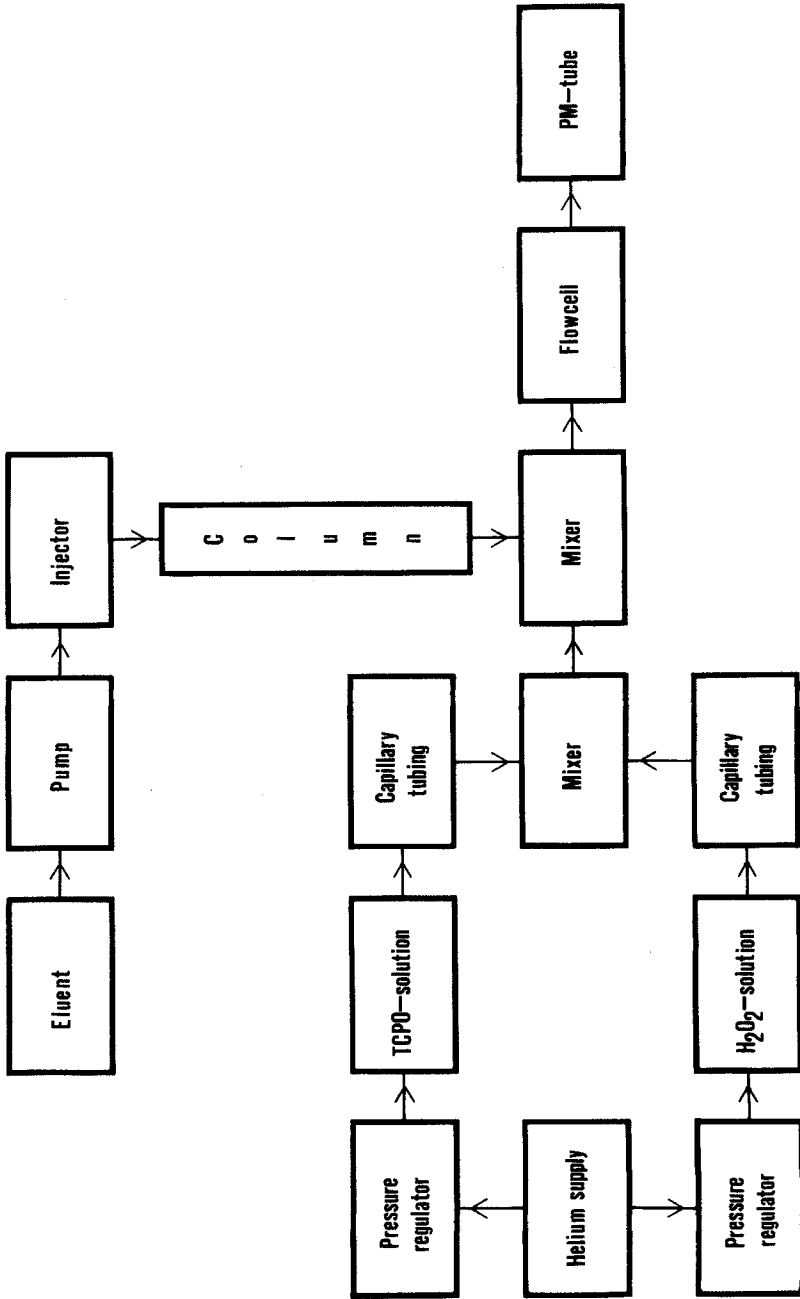 Eluent
Pump
Injector
C
o
l
u
m
n
Pressure
regulator
TCPO-solution
Capillary
tubing
Helium supply
Mixer
Mixer
Flowcell
PM-tube
Pressure
regulator
H₂O₂-solution
Capillary
tubing